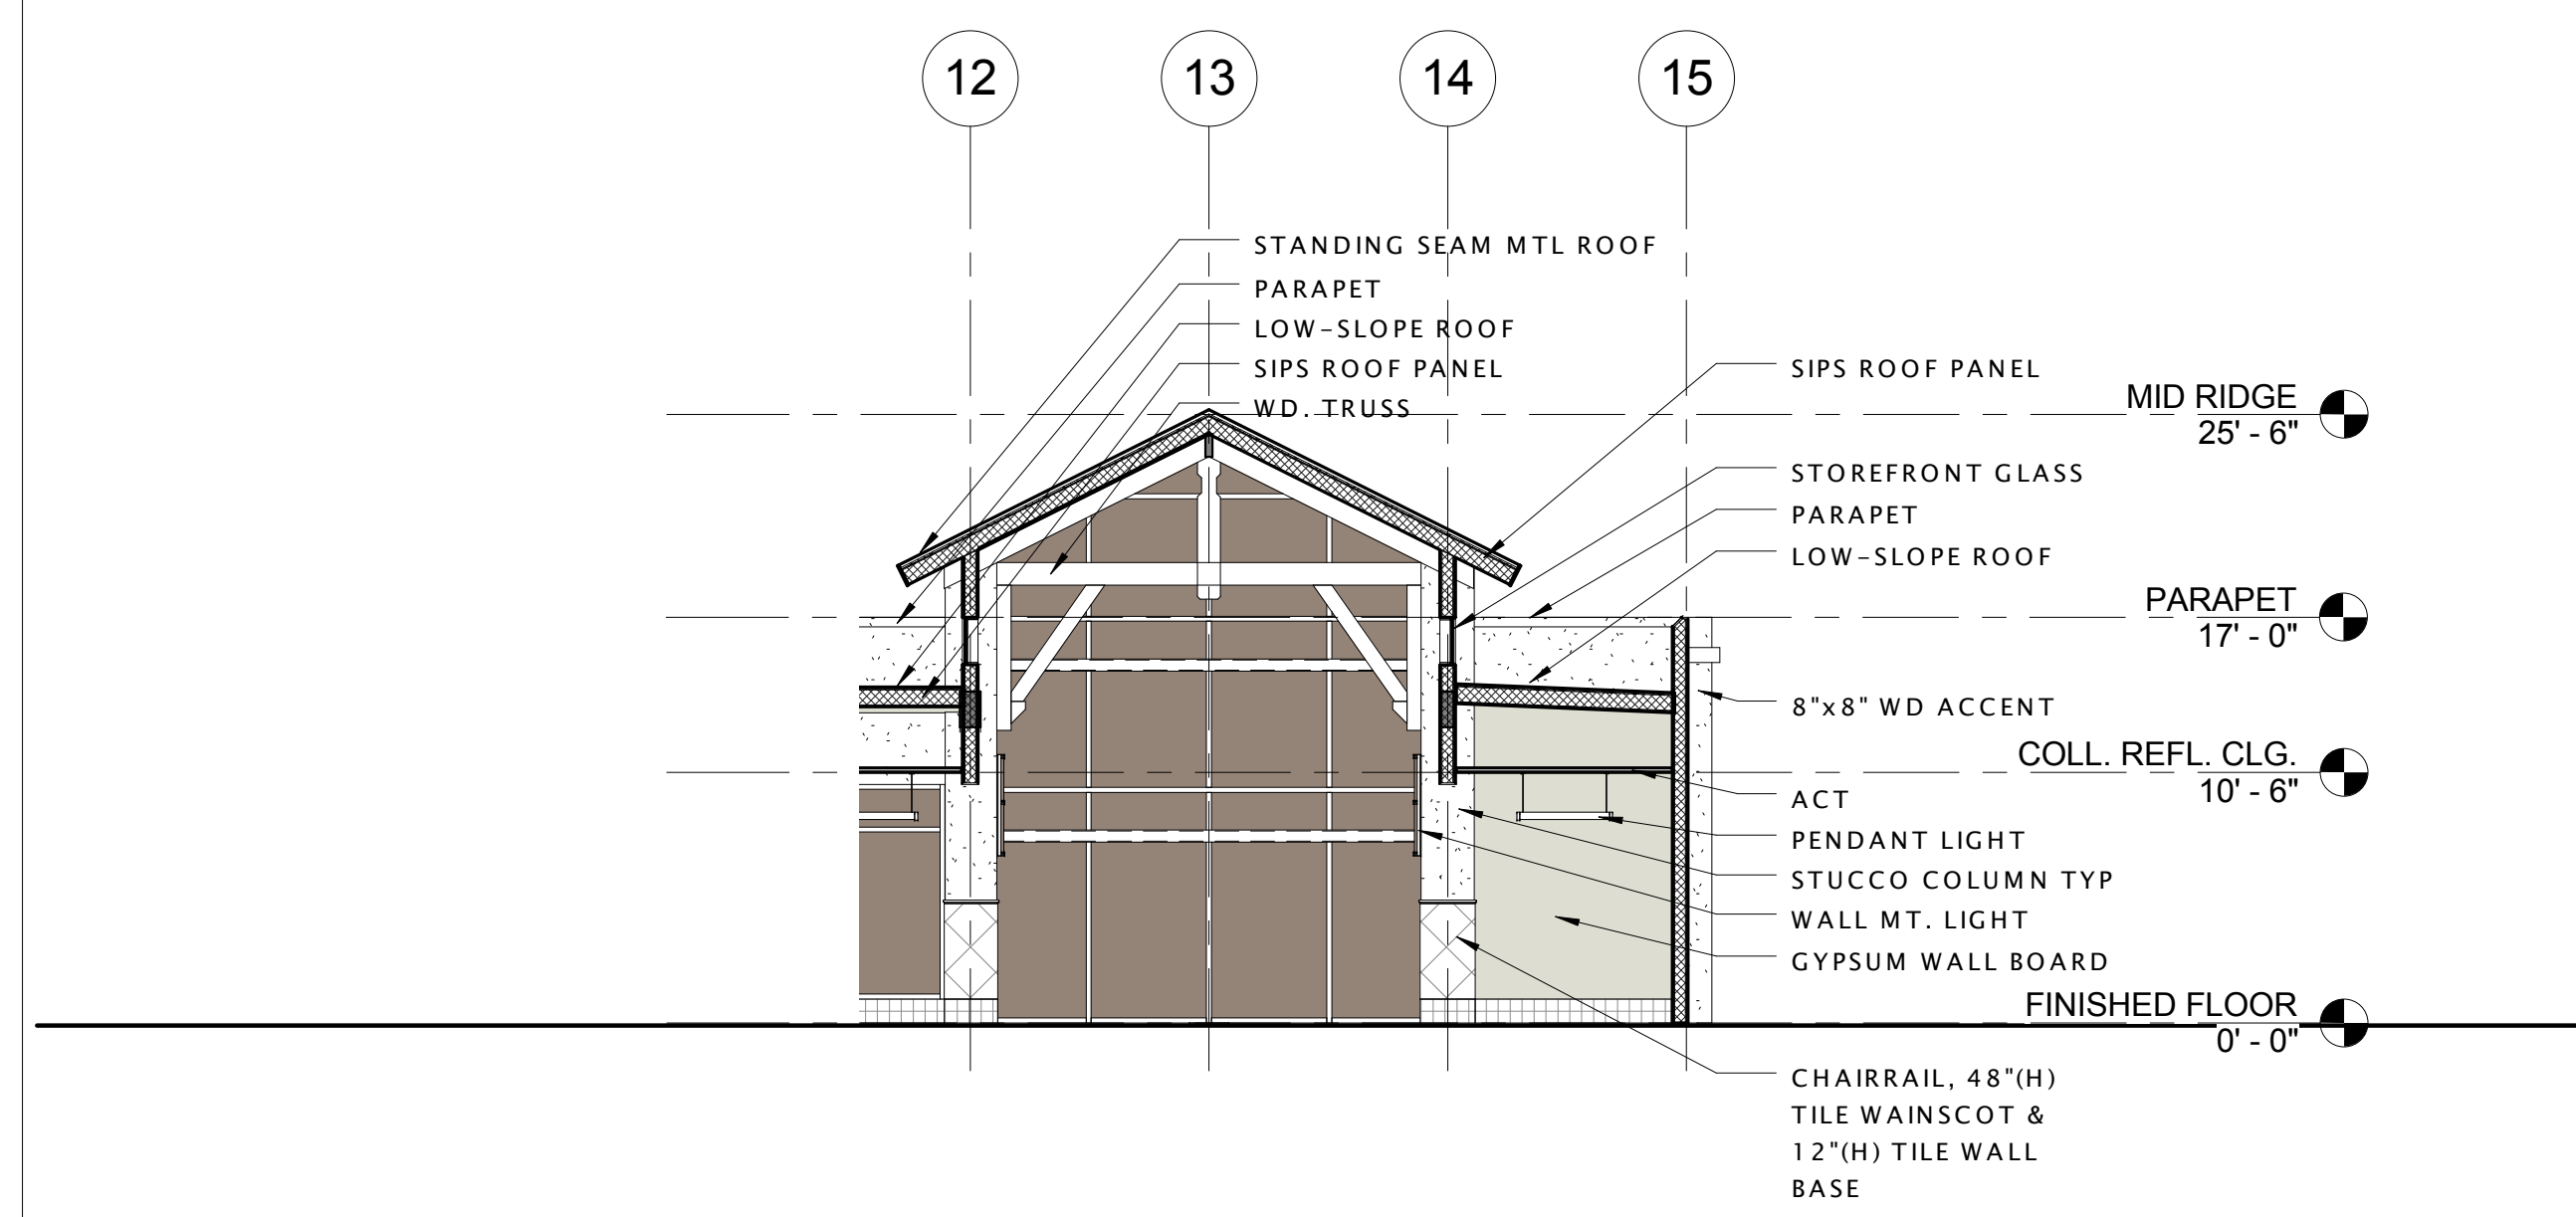 12
13
14
15
STANDING SEAM MTL ROOF
PARAPET
LOW-SLOPE ROOF
SIPS ROOF PANEL
WD. TRUSS
SIPS ROOF PANEL
MID RIDGE
25' - 6"
STOREFRONT GLASS
PARAPET
LOW-SLOPE ROOF
PARAPET
17' - 0"
8"x8" WD ACCENT
COLL. REFL. CLG.
10' - 6"
ACT
PENDANT LIGHT
STUCCO COLUMN TYP
WALL MT. LIGHT
GYPSUM WALL BOARD
FINISHED FLOOR
0' - 0"
CHAIRRAIL, 48"(H)
TILE WAINSCOT &
12"(H) TILE WALL
BASE